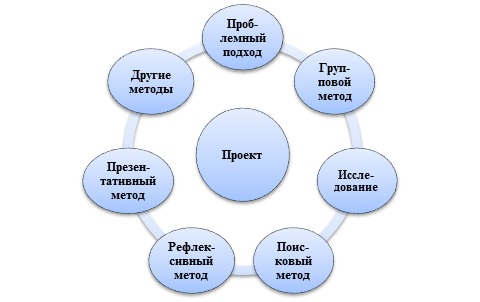 Проб-
лемный
подход
Груп-
повой
метод
Иссле-
дование
Поис-
ковый
метод
Рефлек-
сивный
метод
Презен-
тативный
метод
Другие
методы
Проект